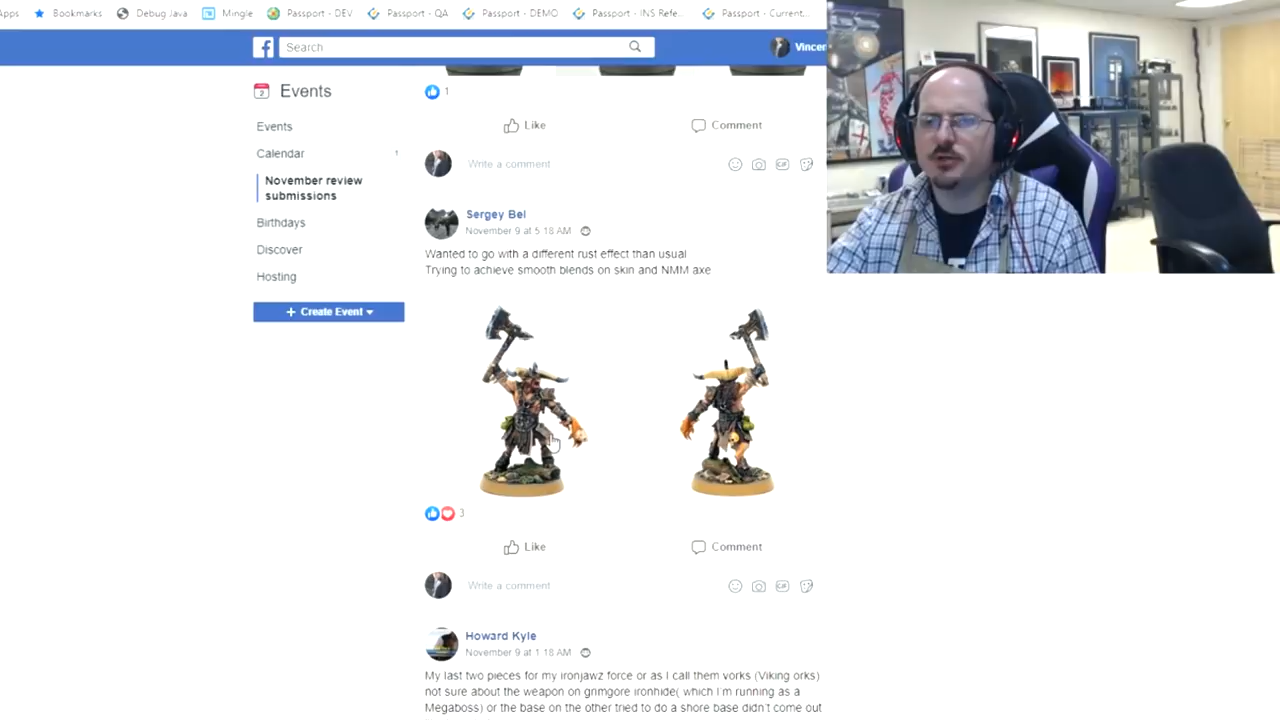 Apps
Bookmarks
Debug Java
Mingle
Passport - DEV
Passport - QA
Passport - DEMO
Passport - INS Refe...
Passport - Current,...
Search
Vincen
2
Events
1
Like
Comment
Events
Calendar
1
Write a comment
GIF
November review
submissions
Sergey Bel
November 9 at 5:18 AM
Birthdays
Discover
Wanted to go with a different rust effect than usual
Trying to achieve smooth blends on skin and NMM axe
Hosting
+ Create Event
3
Like
Comment
Write a comment
GIF
Howard Kyle
November 9 at 1:18 AM
My last two pieces for my ironjawz force or as I call them vorks (Viking orks)
not sure about the weapon on grimgore ironhide( which I'm running as a
Megaboss) or the base on the other tried to do a shore base didn't come out